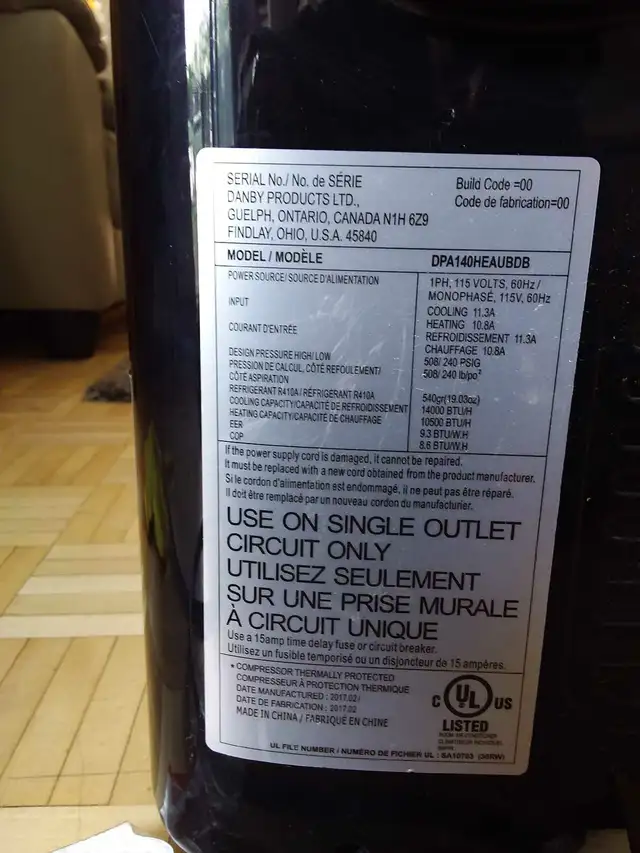 SERIAL No./ No. de SÉRIE
Build Code =00
DANBY PRODUCTS LTD.,
Code de fabrication=00
GUELPH, ONTARIO, CANADA N1H 6Z9
FINDLAY, OHIO, U.S.A. 45840
MODEL / MODÈLE DPA140HEAUBDB
POWER SOURCE/ SOURCE D'ALIMENTATION 1PH, 115 VOLTS, 60Hz /
MONOPHASÉ, 115V, 60Hz
INPUT COOLING 11.3A
HEATING 10.8A
COURANT D'ENTRÉE REFROIDISSEMENT 11.3A
CHAUFFAGE 10.8A
DESIGN PRESSURE HIGH/ LOW 508/ 240 PSIG
PRESSION DE CALCUL, CÔTÉ REFOULEMENT/ 508/ 240 lb/po²
CÔTÉ ASPIRATION
REFRIGERANT R410A / RÉFRIGERANT R410A 540gr(19.03oz)
COOLING CAPACITY/CAPACITÉ DE REFROIDISSEMENT 14000 BTU/H
HEATING CAPACITY/CAPACITÉ DE CHAUFFAGE 10500 BTU/H
EER 9.3 BTU/W.H
COP 8.6 BTU/W.H
If the power supply cord is damaged, it cannot be repaired.
It must be replaced with a new cord obtained from the product manufacturer.
Si le cordon d'alimentation est endommagé, il ne peut pas être réparé.
Il doit être remplacé par un nouveau cordon du manufacturier.
USE ON SINGLE OUTLET
CIRCUIT ONLY
UTILISEZ SEULEMENT
SUR UNE PRISE MURALE
À CIRCUIT UNIQUE
Use a 15amp time delay fuse or circuit breaker.
Utilisez un fusible temporisé ou un disjoncteur de 15 ampères.
* COMPRESSOR THERMALLY PROTECTED
COMPRESSEUR À PROTECTION THERMIQUE
DATE MANUFACTURED : 2017.02 /
DATE DE FABRICATION : 2017.02
MADE IN CHINA / FABRIQUÉ EN CHINE
C UL US
LISTED
UL FILE NUMBER / NUMÉRO DE FICHIER UL : SA10703